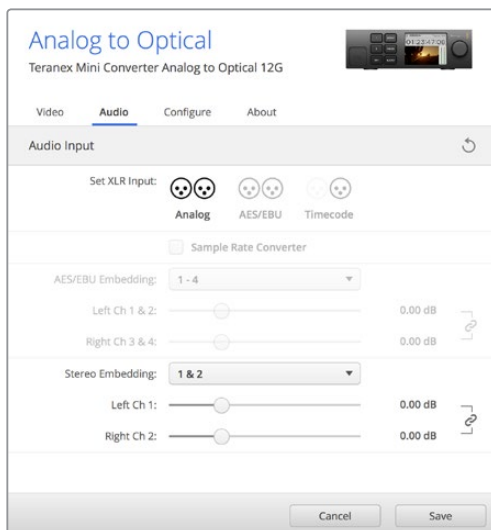 Analog to Optical
Teranex Mini Converter Analog to Optical 12G
01:23:47:06
Video Audio Configure About
Audio Input
Set XLR Input:
Analog AES/EBU Timecode
Sample Rate Converter
AES/EBU Embedding: 1 - 4
Left Ch 1 & 2: 0.00 dB
Right Ch 3 & 4: 0.00 dB
Stereo Embedding: 1 & 2
Left Ch 1: 0.00 dB
Right Ch 2: 0.00 dB
Cancel Save